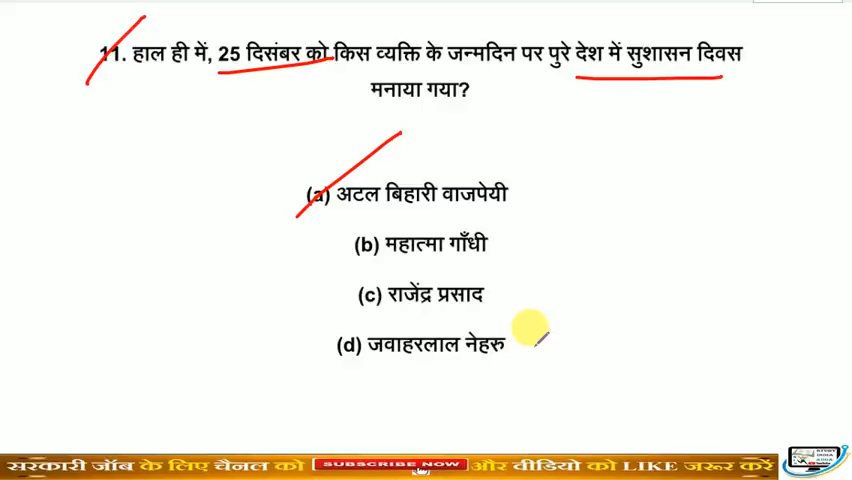 11. हाल ही में, 25 दिसंबर को किस व्यक्ति के जन्मदिन पर पुरे देश में सुशासन दिवस
मनाया गया?
(a) अटल बिहारी वाजपेयी
(b) महात्मा गाँधी
(c) राजेंद्र प्रसाद
(d) जवाहरलाल नेहरु
सरकारी जॉब के लिए चैनल को SUBSCRIBE NOW और वीडियो को LIKE जरूर करें